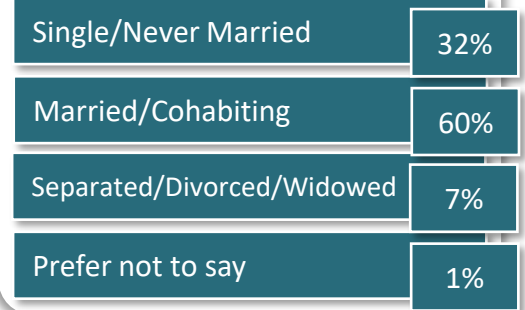 Single/Never Married 32%
Married/Cohabiting 60%
Separated/Divorced/Widowed 7%
Prefer not to say 1%